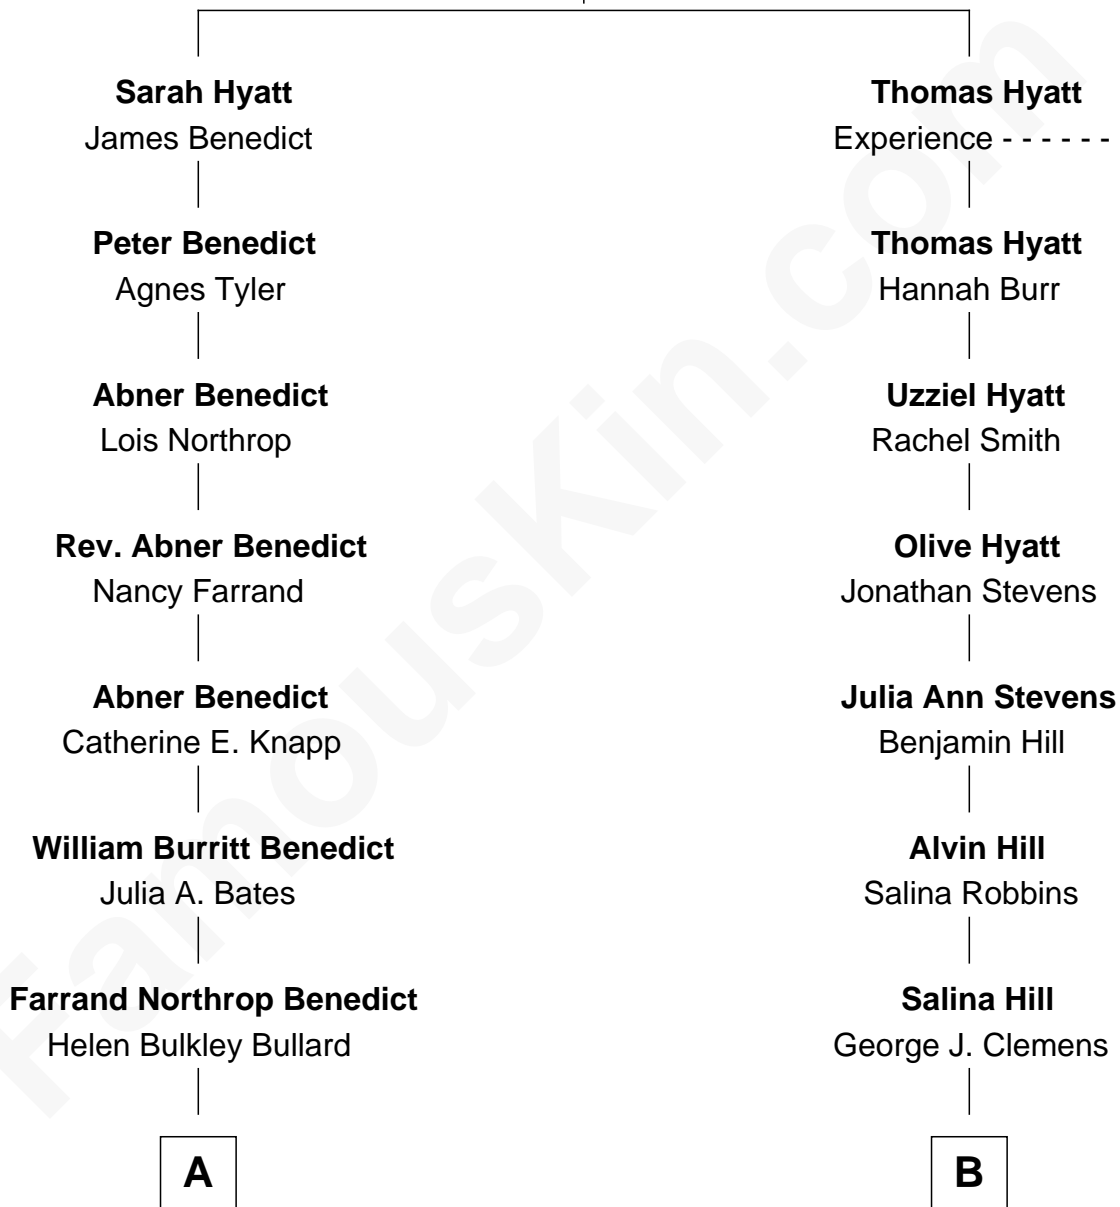 Sarah Hyatt
James Benedict
Thomas Hyatt
Experience - - - - - -
Peter Benedict
Agnes Tyler
Thomas Hyatt
Hannah Burr
Abner Benedict
Lois Northrop
Uzziel Hyatt
Rachel Smith
Rev. Abner Benedict
Nancy Farrand
Olive Hyatt
Jonathan Stevens
Abner Benedict
Catherine E. Knapp
Julia Ann Stevens
Benjamin Hill
William Burritt Benedict
Julia A. Bates
Alvin Hill
Salina Robbins
Farrand Northrop Benedict
Helen Bulkley Bullard
Salina Hill
George J. Clemens
A
B
FamousKin.com